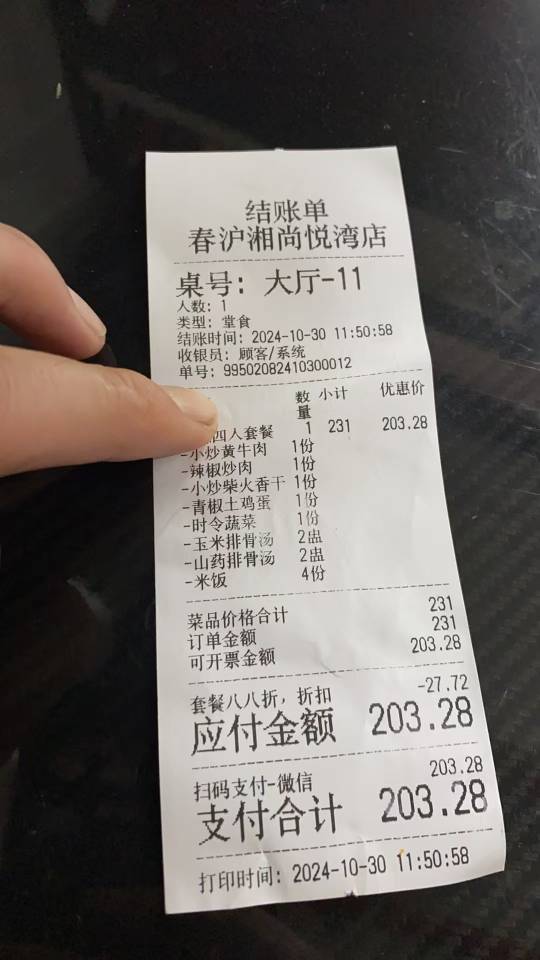 结账单
春沪湘尚悦湾店
桌号: 大厅-11
人数: 1
类型: 堂食
结账时间: 2024-10-30 11:50:58
收银员: 顾客/系统
单号: 99502082410300012
数量 小计 优惠价
四人套餐 1 231 203.28
-小炒黄牛肉 1份
-辣椒炒肉 1份
-小炒柴火香干 1份
-青椒土鸡蛋 1份
-时令蔬菜 1份
-玉米排骨汤 2盅
-山药排骨汤 2盅
-米饭 4份
菜品价格合计 231
订单金额 231
可开票金额 203.28
套餐八八折, 折扣 -27.72
应付金额 203.28
扫码支付-微信 203.28
支付合计 203.28
打印时间: 2024-10-30 11:50:58